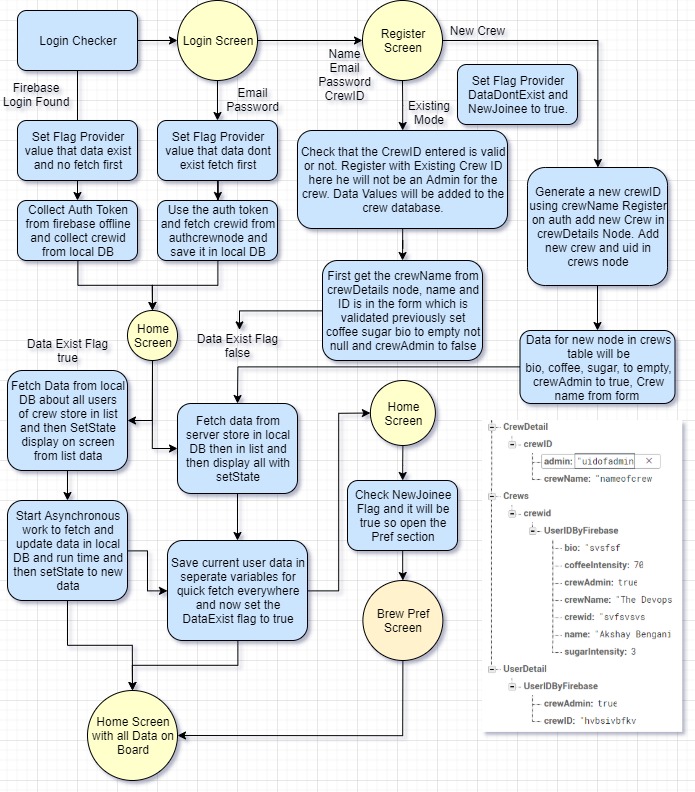 Login Checker
Login Screen
Register
Screen
New Crew
Firebase
Login Found
Email
Password
Name
Email
Password
CrewID
Existing
Mode
Set Flag Provider
DataDontExist and
NewJoinee to true.
Set Flag Provider
value that data exist
and no fetch first
Set Flag Provider
value that data dont
exist fetch first
Check that the CrewID entered is valid
or not. Register with Existing Crew ID
here he will not be an Admin for the
crew. Data Values will be added to the
crew database.
Generate a new crewID
using crewName Register
on auth add new Crew in
crewDetails Node. Add
new crew and uid in
crews node
Collect Auth Token
from firebase offline
and collect crewid
from local DB
Use the auth token
and fetch crewid from
authcrewnode and
save it in local DB
First get the crewName from
crewDetails node, name and
ID is in the form which is
validated previously set
coffee sugar bio to empty not
null and crewAdmin to false
Home
Screen
Data Exist Flag
true
Data Exist Flag
false
Data for new node in crews
table will be
bio, coffee, sugar, to empty,
crewAdmin to true, Crew
name from form
Fetch Data from local
DB about all users
of crew store in list
and then SetState
display on screen
from list data
Fetch data from
server store in local
DB then in list and
then display all with
setState
Home
Screen
Check NewJoinee
Flag and it will be
true so open the
Pref section
Start Asynchronous
work to fetch and
update data in local
DB and run time and
then setState to new
data
Save current user data in
seperate variables for
quick fetch everywhere
and now set the
DataExist flag to true
Brew Pref
Screen
Home Screen
with all Data on
Board
CrewDetail
crewID
admin: "uidofadmin ×
crewName: "nameofcrew
Crews
crewid
UserIDByFirebase
bio: "svsfsf
coffeeIntensity: 70
crewAdmin: true
crewName: "The Devops
crewid: "svfsvsvs
name: "Akshay Bengani
sugarIntensity: 3
UserDetail
UserIDByFirebase
crewAdmin: true
crewID: "hvbsivbfkv